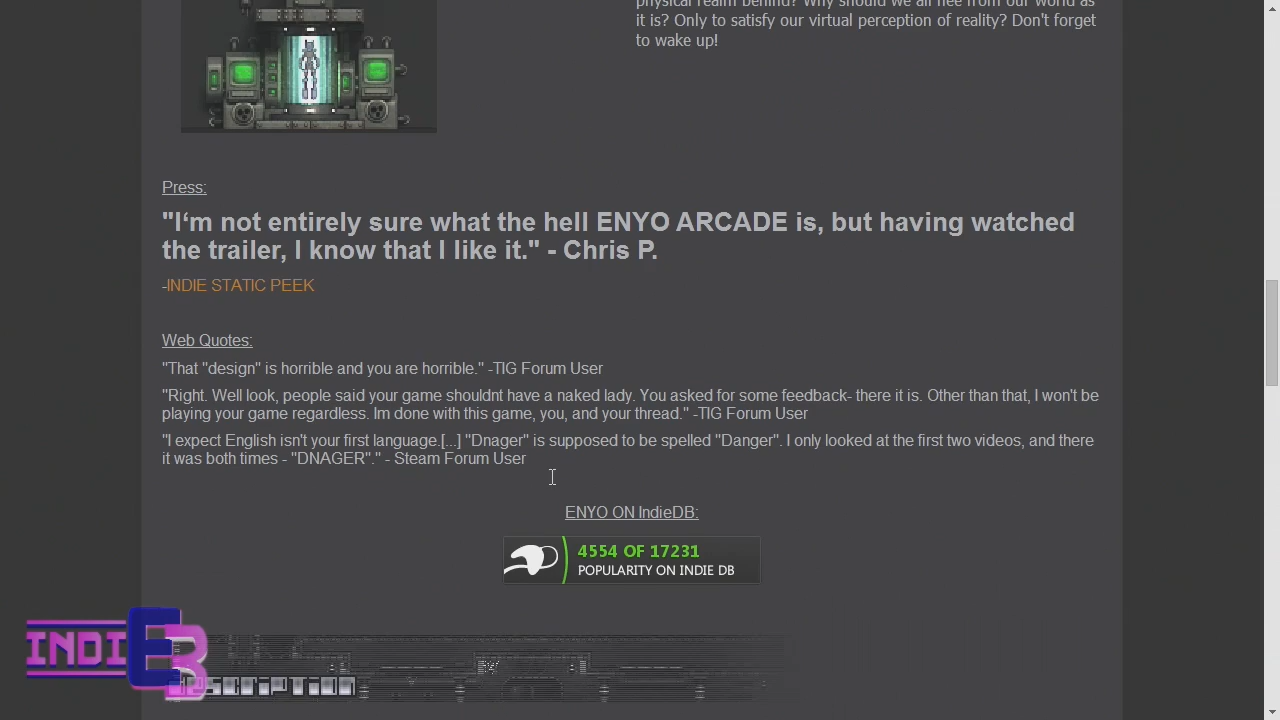 physical realm behind? Why should we all flee from our world as
it is? Only to satisfy our virtual perception of reality? Don't forget
to wake up!
Press:
"I‘m not entirely sure what the hell ENYO ARCADE is, but having watched
the trailer, I know that I like it." - Chris P.
-INDIE STATIC PEEK
Web Quotes:
"That "design" is horrible and you are horrible." -TIG Forum User
"Right. Well look, people said your game shouldnt have a naked lady. You asked for some feedback- there it is. Other than that, I won't be
playing your game regardless. Im done with this game, you, and your thread." -TIG Forum User
"I expect English isn't your first language.[...] "Dnager" is supposed to be spelled "Danger". I only looked at the first two videos, and there
it was both times - "DNAGER"." - Steam Forum User
ENYO ON IndieDB:
4554 OF 17231
POPULARITY ON INDIE DB
INDIE